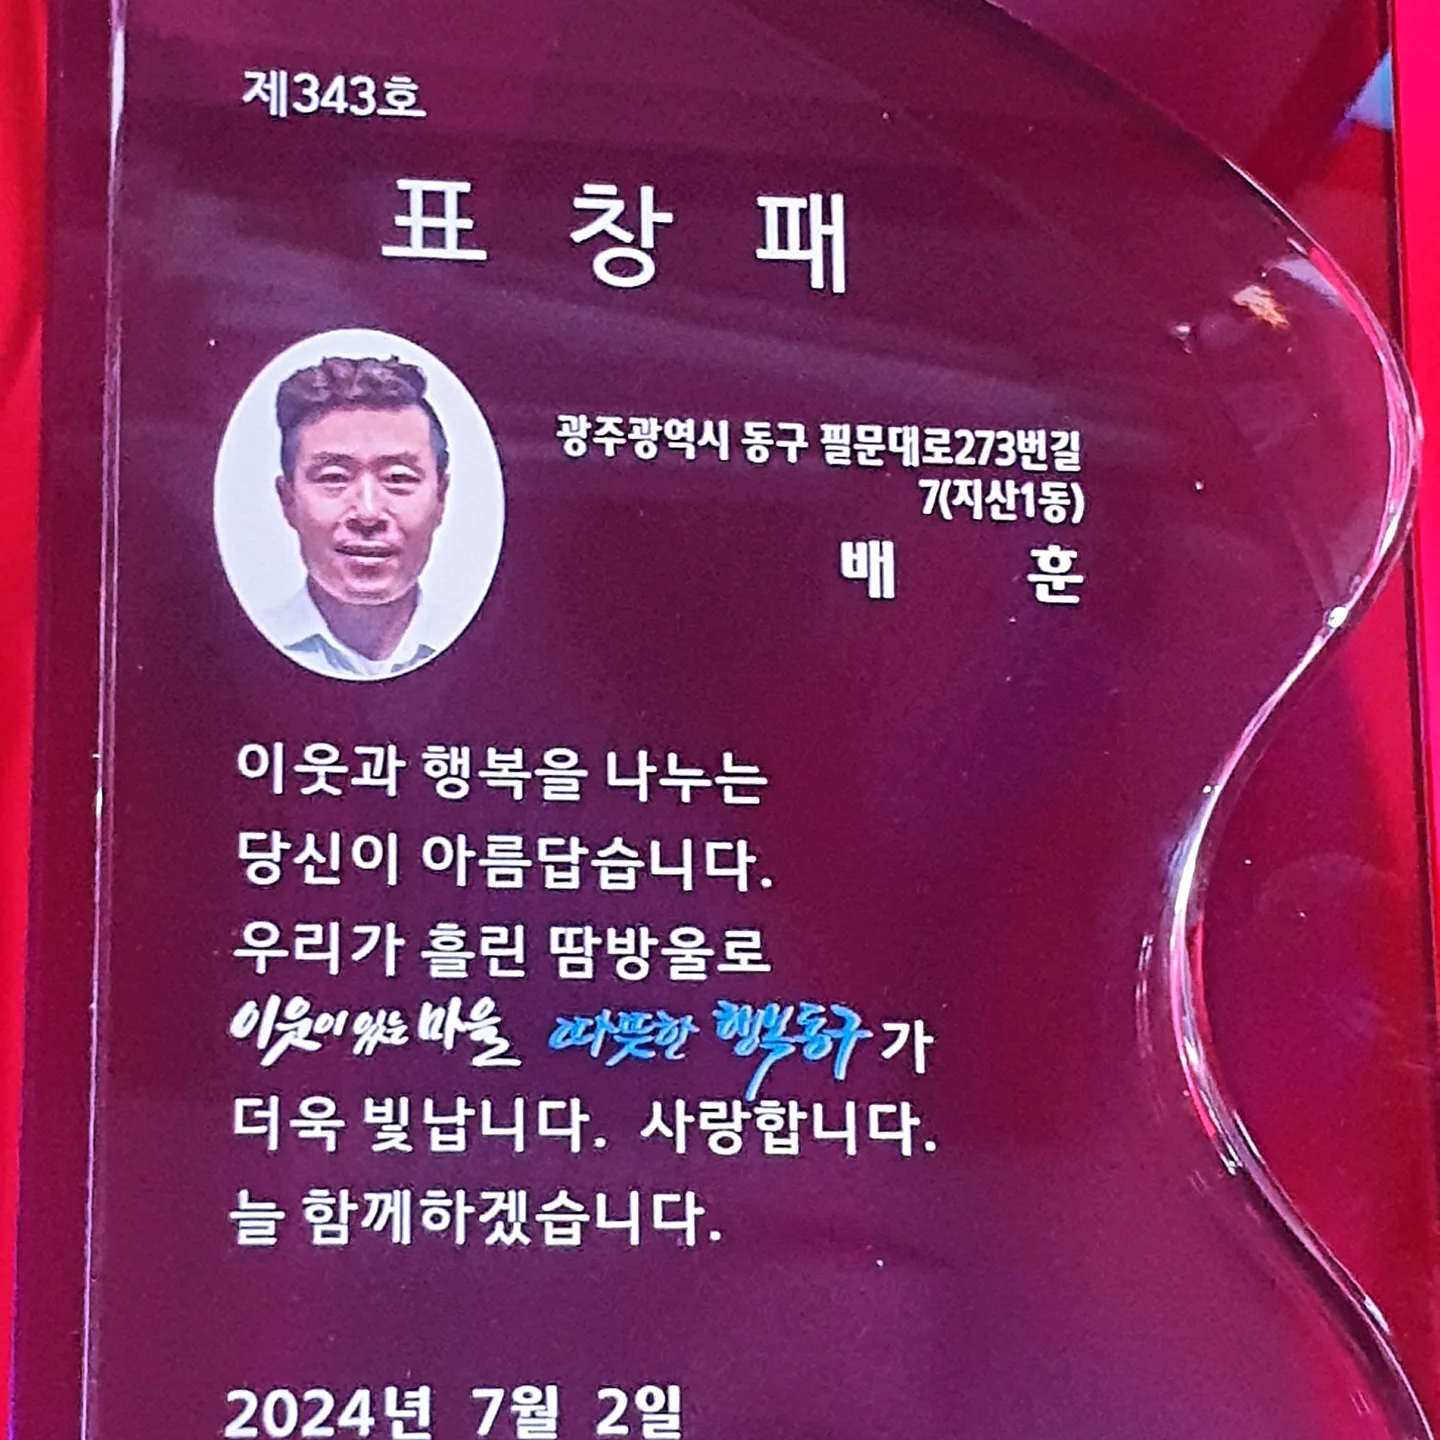 제343호
표 창 패
광주광역시 동구 필문대로273번길
7(지산1동)
배 훈
이웃과 행복을 나누는
당신이 아름답습니다.
우리가 흘린 땀방울로
이웃이 있는 마을 따뜻한 행복동구가
더욱 빛납니다. 사랑합니다.
늘 함께하겠습니다.
2024년 7월 2일